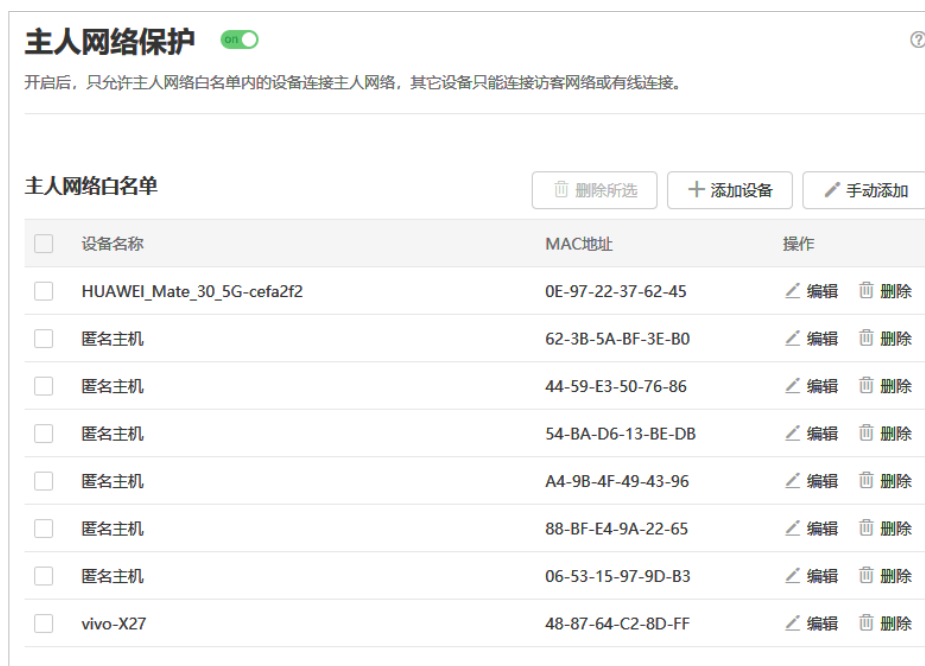 主人网络保护 on
开启后，只允许主人网络白名单内的设备连接主人网络，其它设备只能连接访客网络或有线连接。
主人网络白名单 删除所选 添加设备 手动添加
设备名称 MAC地址 操作
HUAWEI_Mate_30_5G-cefa2f2 0E-97-22-37-62-45 编辑 删除
匿名主机 62-3B-5A-BF-3E-B0 编辑 删除
匿名主机 44-59-E3-50-76-86 编辑 删除
匿名主机 54-BA-D6-13-BE-DB 编辑 删除
匿名主机 A4-9B-4F-49-43-96 编辑 删除
匿名主机 88-BF-E4-9A-22-65 编辑 删除
匿名主机 06-53-15-97-9D-B3 编辑 删除
vivo-X27 48-87-64-C2-8D-FF 编辑 删除